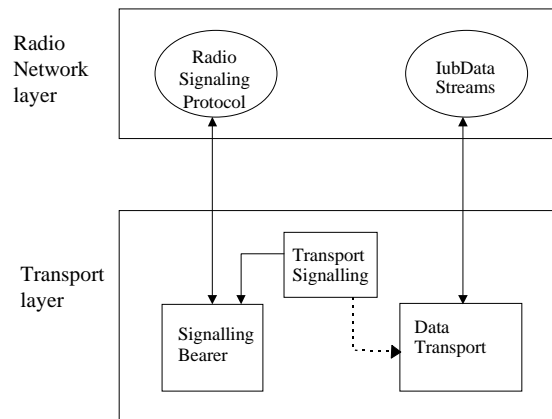 Radio
Network
layer
Radio
Signaling
Protocol
IubData
Streams
Transport
layer
Transport
Signalling
Signalling
Bearer
Data
Transport